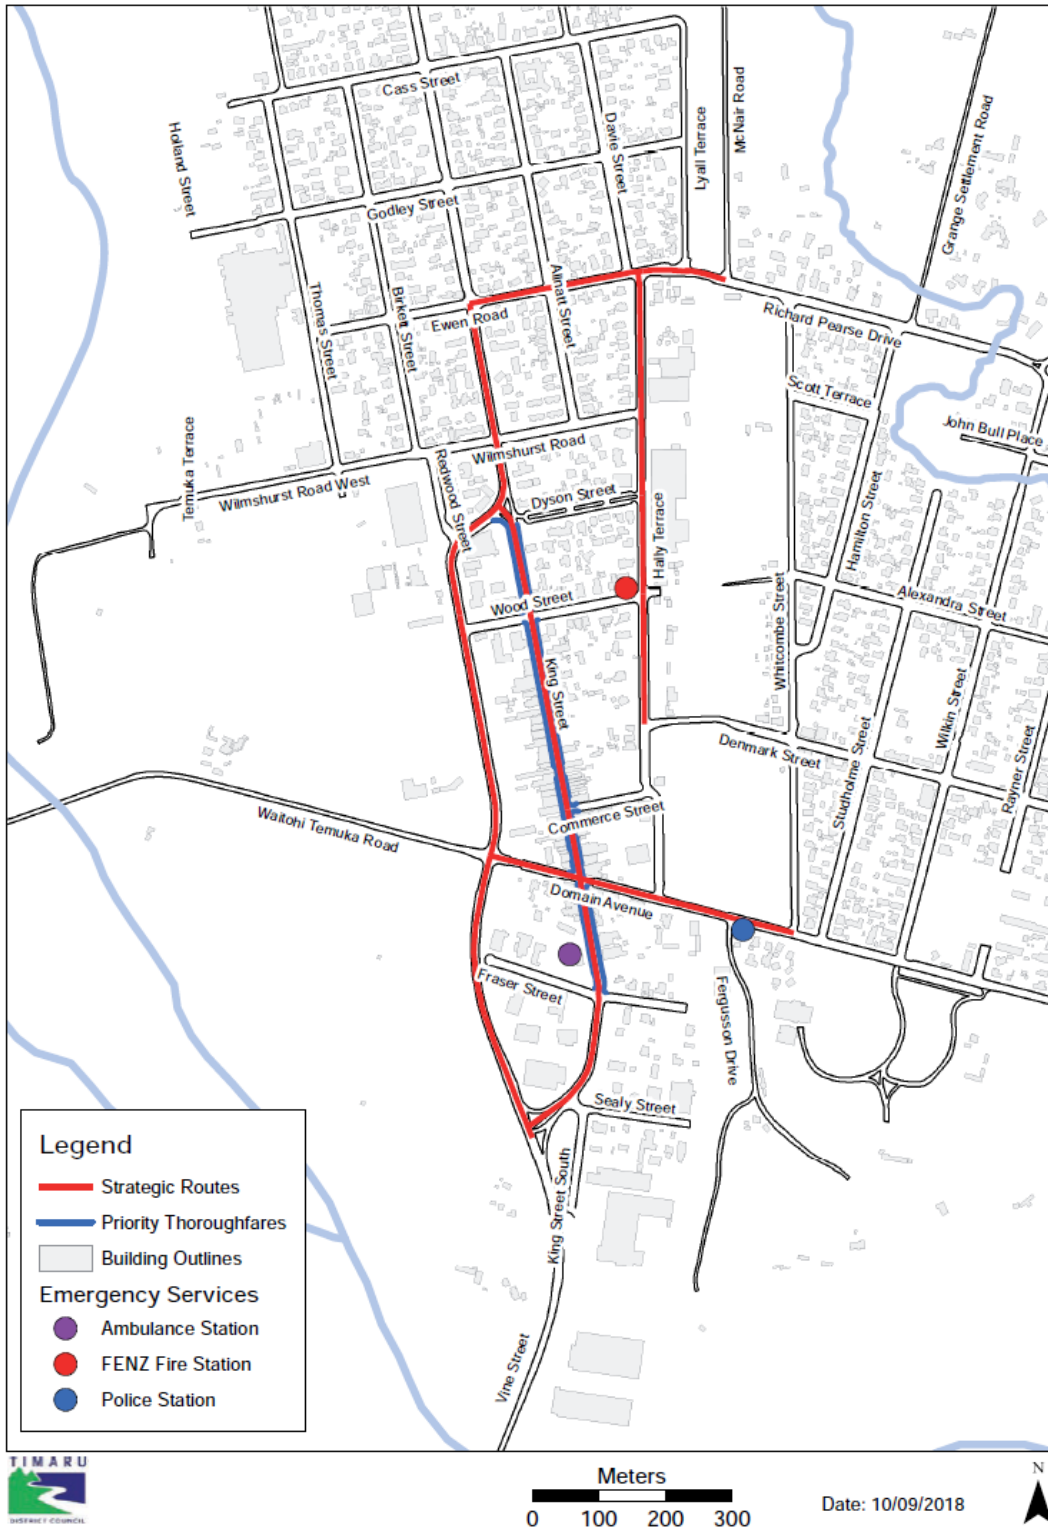 Cass Street
Holland Street
Davie Street
Lyall Terrace
McNair Road
Grange Settlement Road
Godley Street
Thomas Street
Birkett Street
Allnatt Street
Ewen Road
Richard Pearse Drive
Scott Terrace
John Bull Place
Temuka Terrace
Wilmshurst Road West
Redwood Street
Wilmshurst Road
Dyson Street
Hally Terrace
Hamilton Street
Wood Street
Whitcombe Street
Alexandra Street
King Street
Denmark Street
Studholme Street
Wilkin Street
Rayner Street
Waitohi Temuka Road
Commerce Street
Domain Avenue
Fraser Street
Fergusson Drive
Sealy Street
King Street South
Vine Street
Legend
Strategic Routes
Priority Thoroughfares
Building Outlines
Emergency Services
Ambulance Station
FENZ Fire Station
Police Station
TIMARU
DISTRICT COUNCIL
Meters
0 100 200 300
Date: 10/09/2018
N